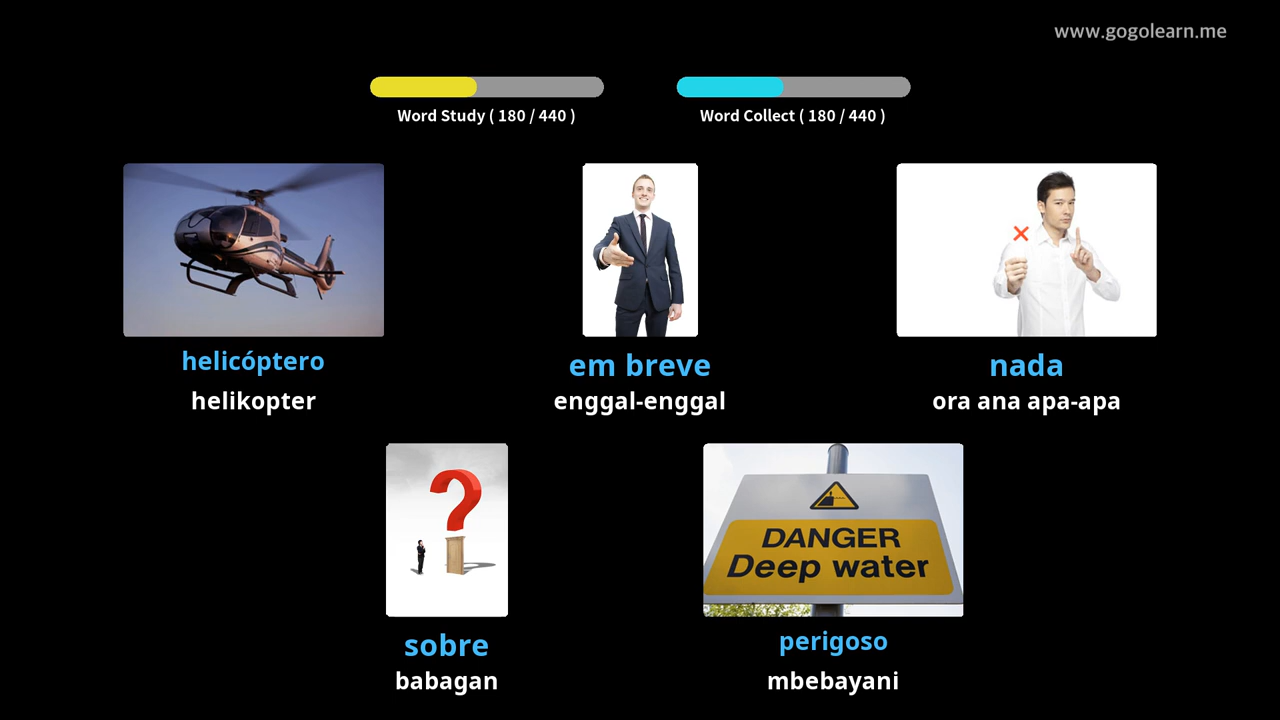 www.gogolearn.me
Word Study ( 180 / 440 )
Word Collect ( 180 / 440 )
helicóptero
helikopter
em breve
enggal-enggal
nada
ora ana apa-apa
DANGER
Deep water
sobre
babagan
perigoso
mbebayani